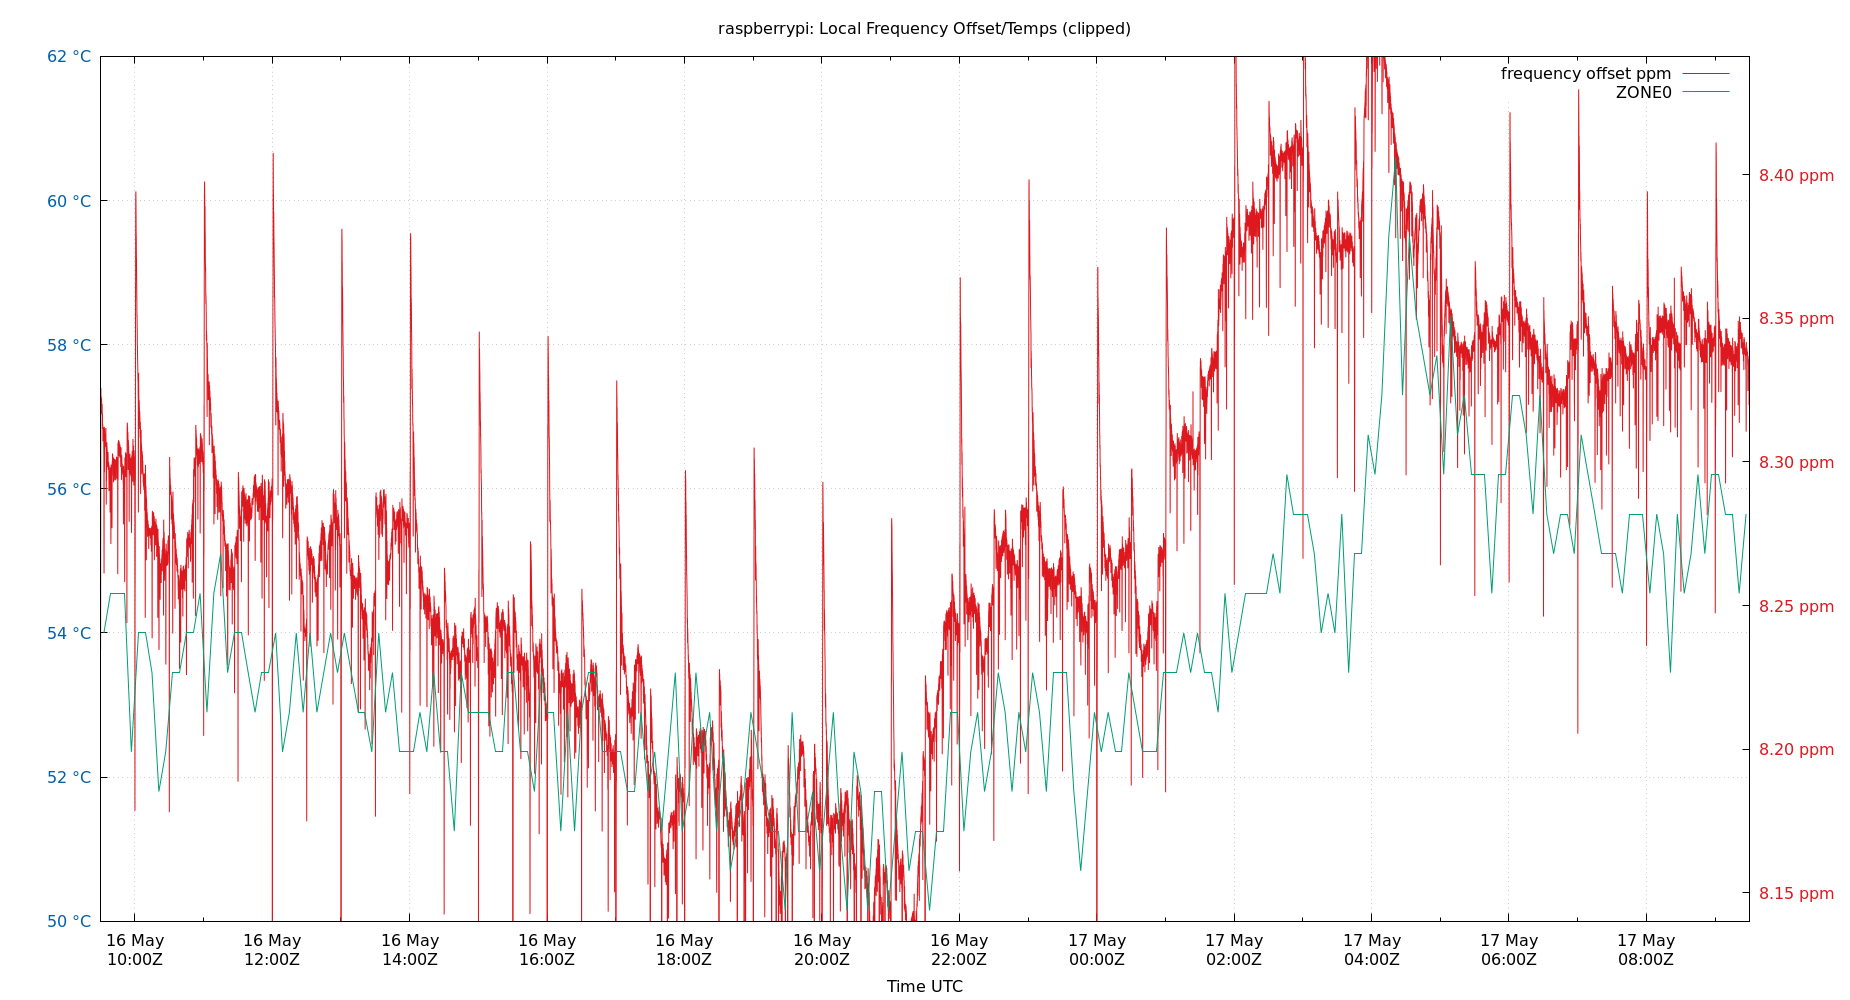 raspberrypi: Local Frequency Offset/Temps (clipped)
62 °C
60 °C
58 °C
56 °C
54 °C
52 °C
50 °C
frequency offset ppm
ZONE0
8.40 ppm
8.35 ppm
8.30 ppm
8.25 ppm
8.20 ppm
8.15 ppm
16 May
10:00Z
16 May
12:00Z
16 May
14:00Z
16 May
16:00Z
16 May
18:00Z
16 May
20:00Z
16 May
22:00Z
17 May
00:00Z
17 May
02:00Z
17 May
04:00Z
17 May
06:00Z
17 May
08:00Z
Time UTC